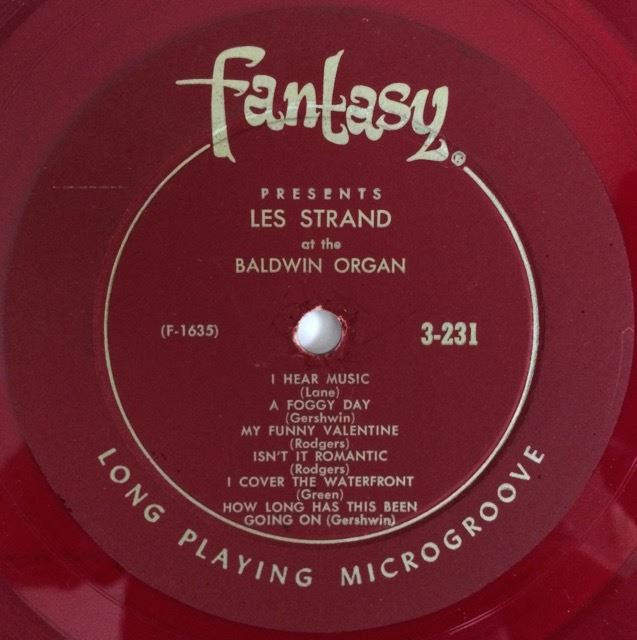 fantasy®
PRESENTS
LES STRAND
at the
BALDWIN ORGAN
(F-1635)
3-231
I HEAR MUSIC
(Lane)
A FOGGY DAY
(Gershwin)
MY FUNNY VALENTINE
(Rodgers)
ISN'T IT ROMANTIC
(Rodgers)
I COVER THE WATERFRONT
(Green)
HOW LONG HAS THIS BEEN
GOING ON (Gershwin)
LONG PLAYING MICROGROOVE